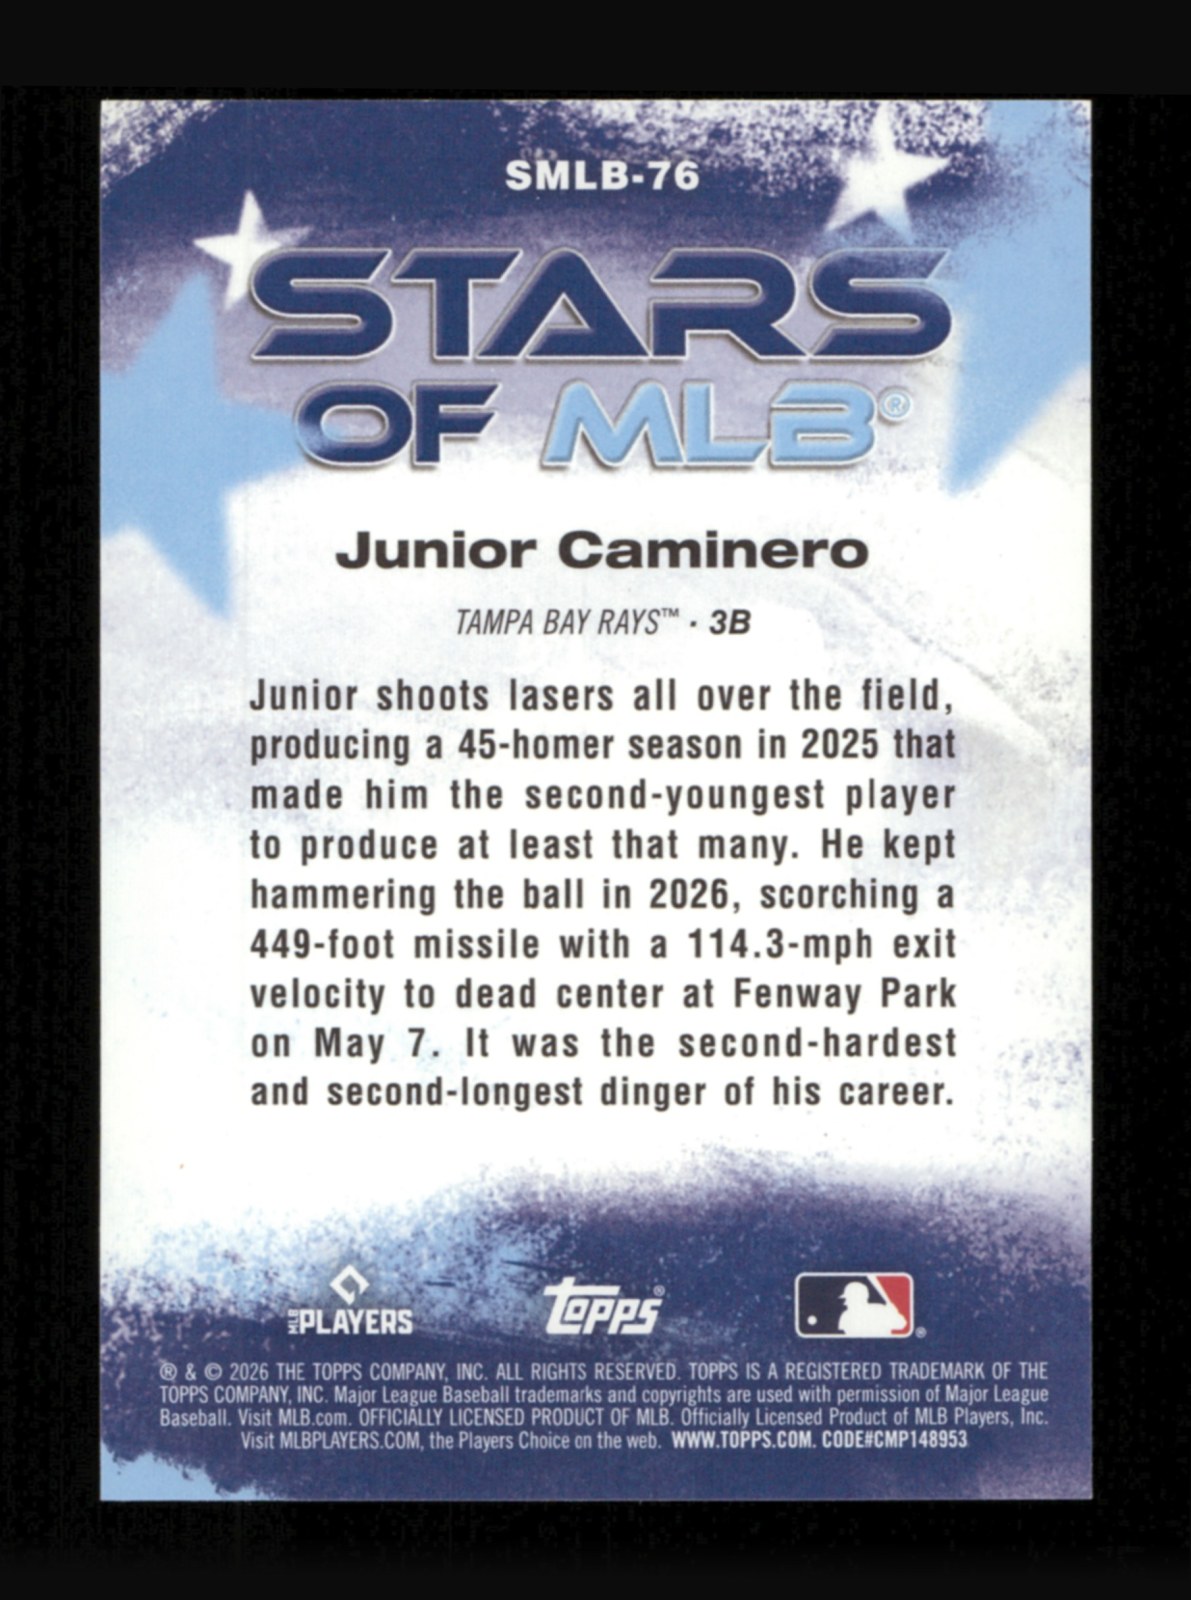 SMLB-76
STARS
OF MLB®
Junior Caminero
TAMPA BAY RAYS™ · 3B
Junior shoots lasers all over the field,
producing a 45-homer season in 2025 that
made him the second-youngest player
to produce at least that many. He kept
hammering the ball in 2026, scorching a
449-foot missile with a 114.3-mph exit
velocity to dead center at Fenway Park
on May 7. It was the second-hardest
and second-longest dinger of his career.
MLB PLAYERS
topps®
®
® & © 2026 THE TOPPS COMPANY, INC. ALL RIGHTS RESERVED. TOPPS IS A REGISTERED TRADEMARK OF THE
TOPPS COMPANY, INC. Major League Baseball trademarks and copyrights are used with permission of Major League
Baseball. Visit MLB.com. OFFICIALLY LICENSED PRODUCT OF MLB. Officially Licensed Product of MLB Players, Inc.
Visit MLBPLAYERS.COM, the Players Choice on the web. WWW.TOPPS.COM. CODE#CMP148953